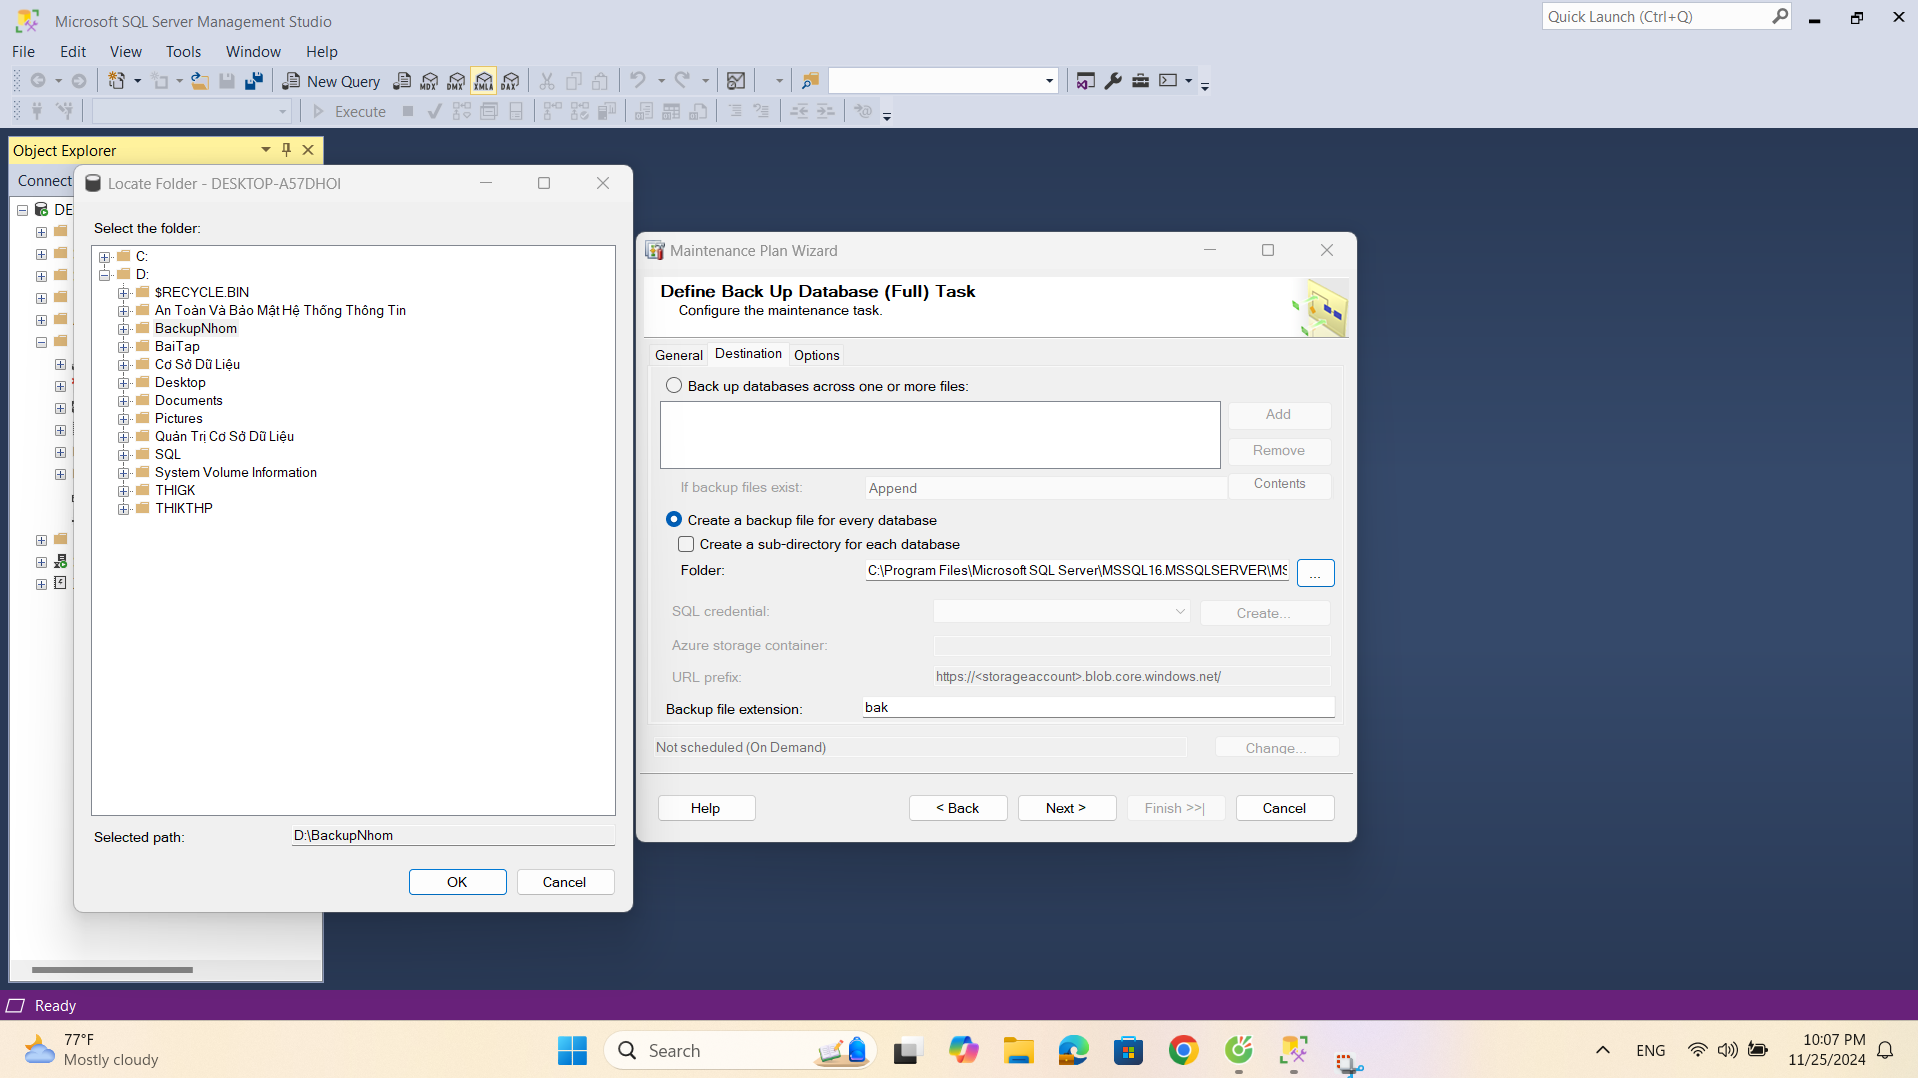 Microsoft SQL Server Management Studio
Quick Launch (Ctrl+Q)
File Edit View Tools Window Help
New Query MDX DMX XMLA DAX
Execute
Object Explorer
Connect
DE
Locate Folder - DESKTOP-A57DHOI
Select the folder:
C:
D:
$RECYCLE.BIN
An Toàn Và Bảo Mật Hệ Thống Thông Tin
BackupNhom
BaiTap
Cơ Sở Dữ Liệu
Desktop
Documents
Pictures
Quản Trị Cơ Sở Dữ Liệu
SQL
System Volume Information
THIGK
THIKTHP
Selected path: D:\BackupNhom
OK Cancel
Maintenance Plan Wizard
Define Back Up Database (Full) Task
Configure the maintenance task.
General Destination Options
Back up databases across one or more files:
Add
Remove
If backup files exist: Append Contents
Create a backup file for every database
Create a sub-directory for each database
Folder: C:\Program Files\Microsoft SQL Server\MSSQL16.MSSQLSERVER\MS ...
SQL credential: Create...
Azure storage container:
URL prefix: https://<storageaccount>.blob.core.windows.net/
Backup file extension: bak
Not scheduled (On Demand) Change...
Help < Back Next > Finish >>| Cancel
Ready
77°F
Mostly cloudy
Search
ENG
10:07 PM
11/25/2024